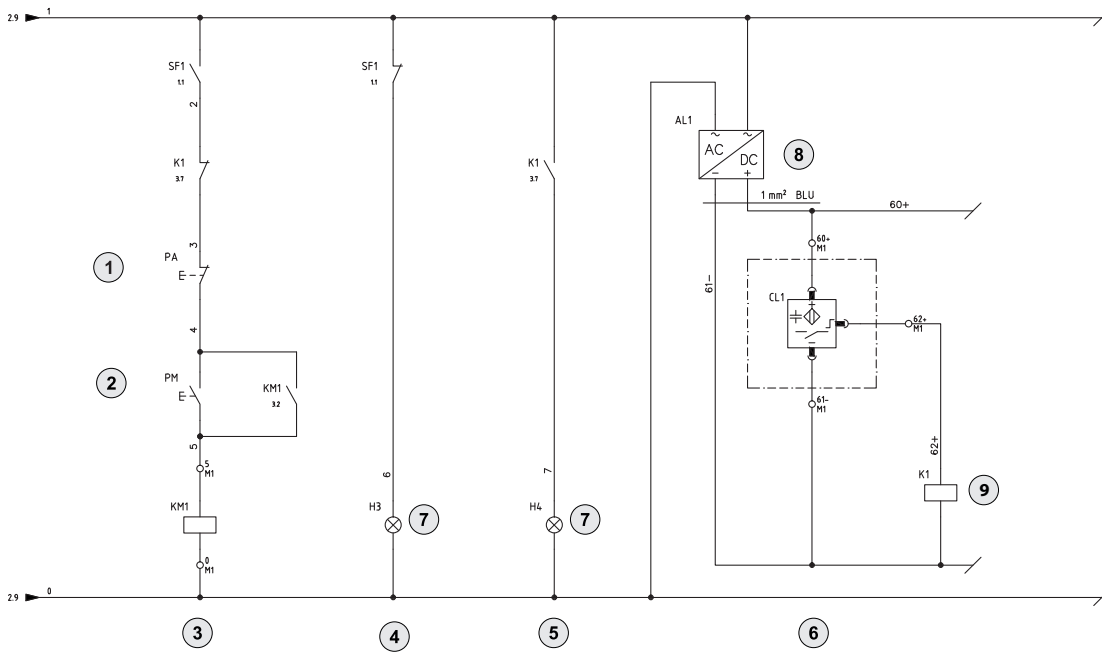 2.9 1
SF1
1.1
2
K1
3.7
3
PA
E
1
4
2
PM
E
KM1
3.2
5
5
M1
KM1
0
M1
2.9 0
3
SF1
1.1
6
H3
7
4
K1
3.7
7
H4
7
5
AL1
~ ~
AC
DC
- +
8
1 mm² BLU
60+
60+
M1
61-
CL1
+
-
62+
M1
61-
M1
62+
K1
9
6